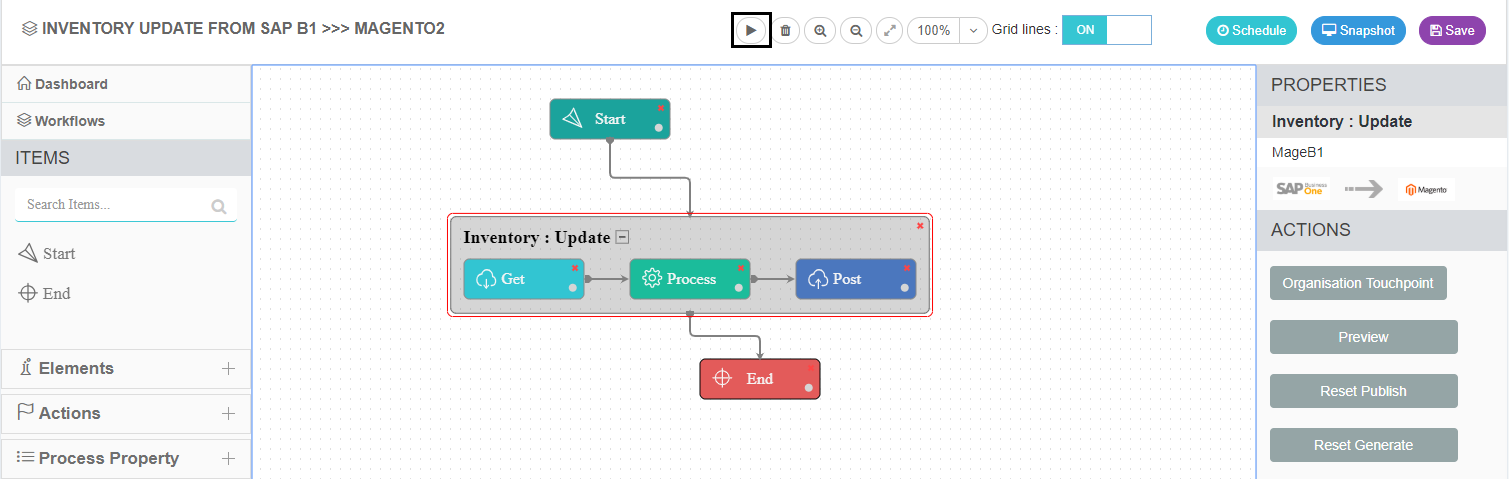 INVENTORY UPDATE FROM SAP B1 >>> MAGENTO2
100%
Grid lines :
ON
Schedule
Snapshot
Save
Dashboard
Workflows
ITEMS
Search Items...
Start
End
Elements
Actions
Process Property
Start
Inventory : Update
Get
Process
Post
End
PROPERTIES
Inventory : Update
MageB1
SAP Business One
Magento
ACTIONS
Organisation Touchpoint
Preview
Reset Publish
Reset Generate